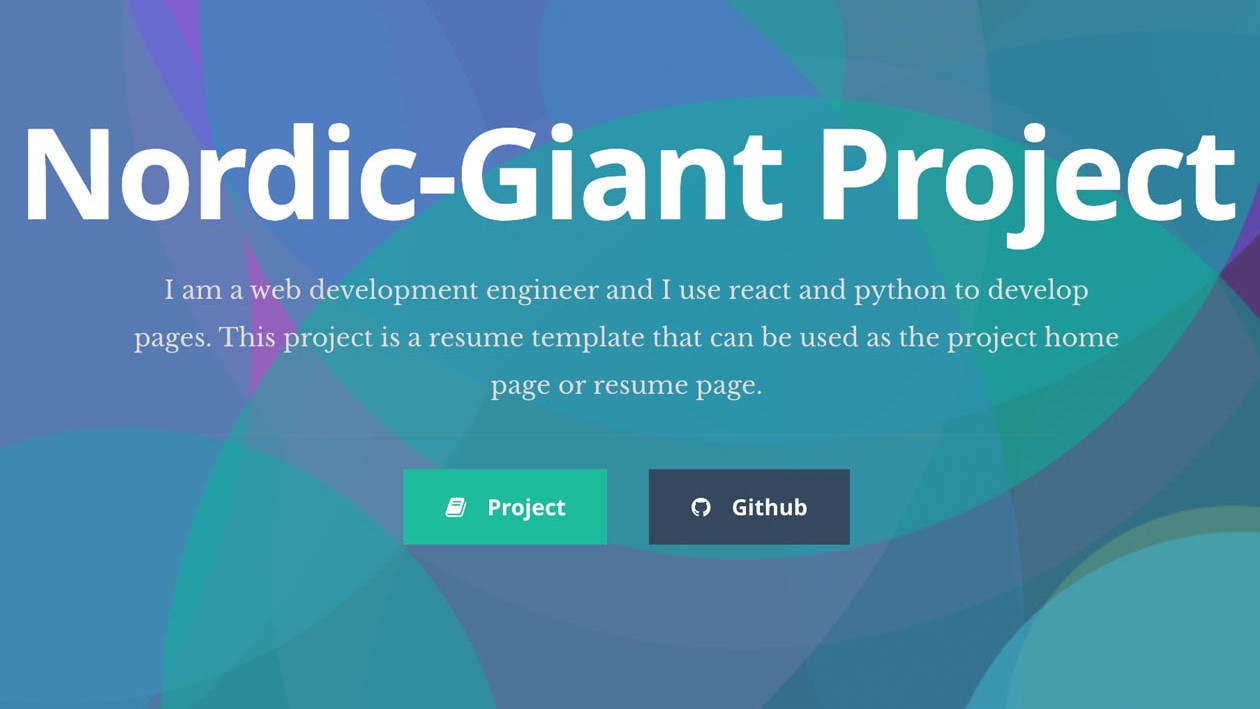 Nordic-Giant Project
I am a web development engineer and I use react and python to develop
pages. This project is a resume template that can be used as the project home
page or resume page.
Project
Github